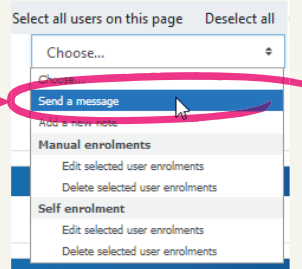 Select all users on this page Deselect all
Choose...
Choose...
Send a message
Add a new note
Manual enrolments
Edit selected user enrolments
Delete selected user enrolments
Self enrolment
Edit selected user enrolments
Delete selected user enrolments